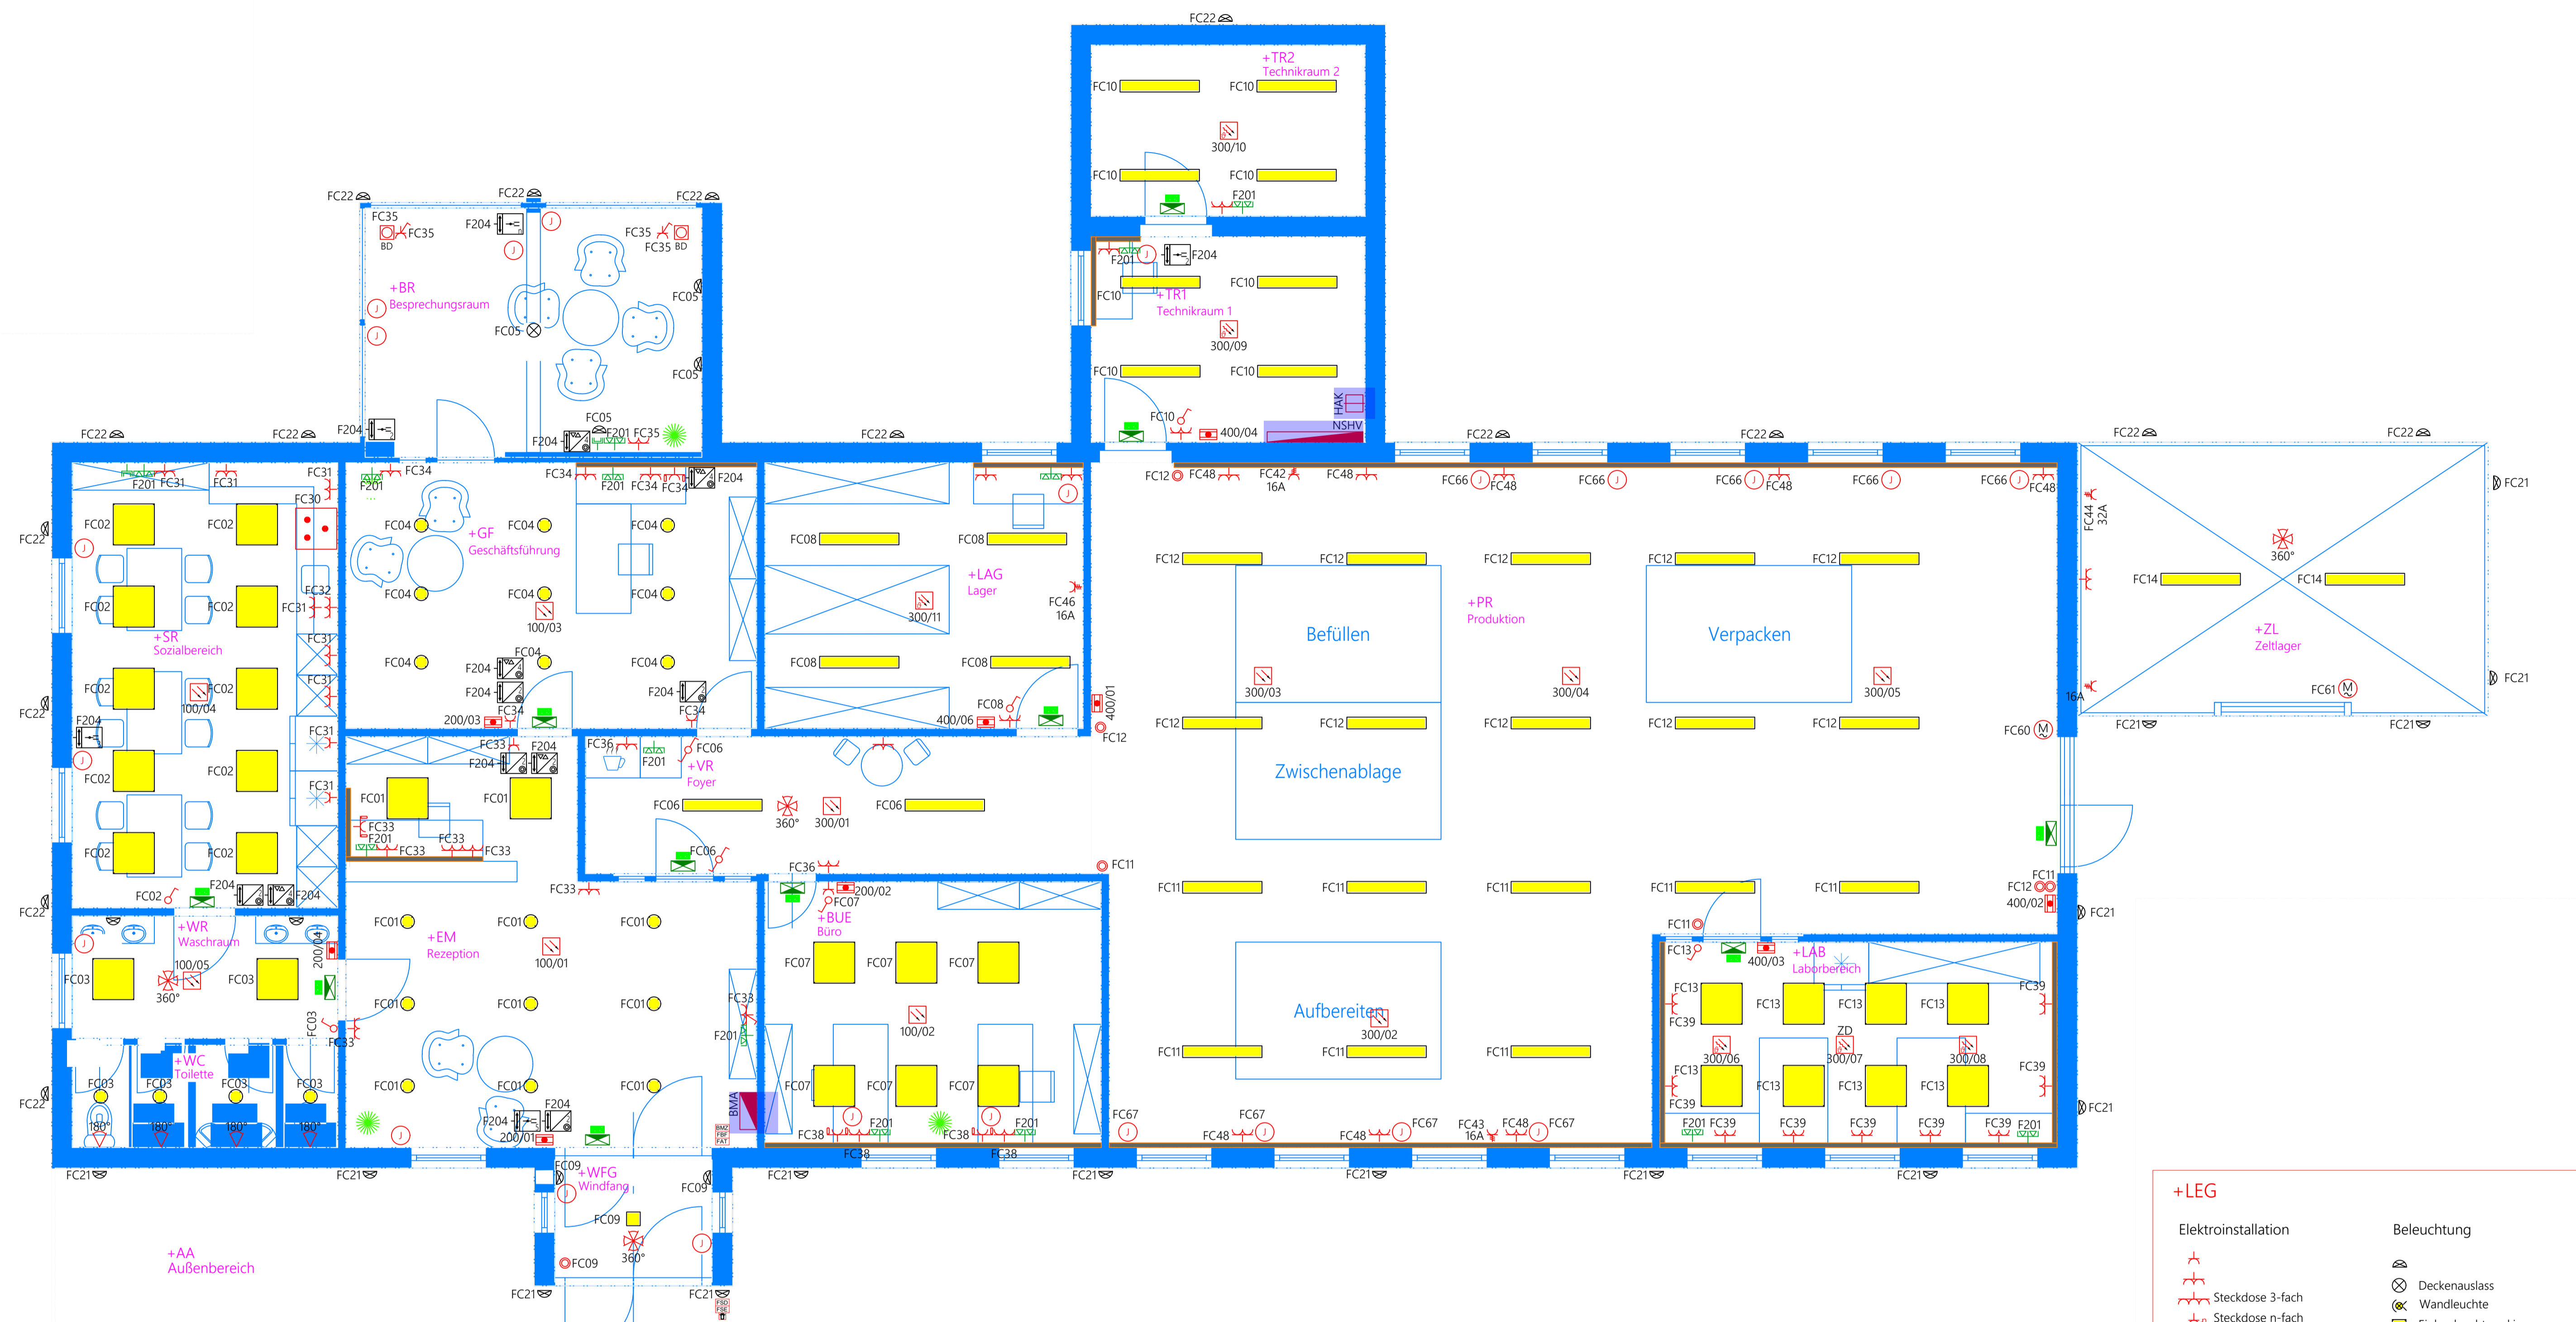 FC22
+TR2
Technikraum 2
FC10 FC10
300/10
FC10 FC10
F201
FC22 FC22 FC22
FC35 F204 J FC35
FC35 J FC35
BD BD
F201 J F204
+BR
Besprechungsraum
J
J
FC05
FC05
FC05
FC10 FC10
+TR1
Technikraum 1
300/09
FC10 FC10
HAK
NSHV
FC10
400/04
F204
FC05
F204 F201 FC35
FC22 FC22 FC22 FC22 FC22 FC22 FC22
F201 FC31 FC31 FC31
FC30
F201 FC34
FC34 F201 FC34 FC34 F204
J
FC12 FC48 FC42 FC48
16A
FC66 J FC48 FC66 J FC66 J FC48 FC66 J FC66 J FC48
FC44
32A
FC21
FC22
FC02 FC02
J
FC04 FC04 FC04
+GF
Geschäftsführung
FC08 FC08
FC12 FC12 FC12 FC12 FC12
360°
FC14 FC14
FC02 FC02
FC32
FC31
FC31
+SR
Sozialbereich
FC04 FC04 FC04
100/03
+LAG
Lager
300/11
FC46
16A
+PR
Produktion
Befüllen
Verpacken
+ZL
Zeltlager
FC02 FC02
100/04
FC31
FC04 FC04 FC04
F204
F204
F204
FC08 FC08
300/03 300/04 300/05
16A
FC61 M
FC21
FC22
F204
J
FC31
200/03 FC34 FC34
FC08
400/06
400/01
FC12
FC12 FC12 FC12 FC12 FC12
FC60 M
FC21 FC21
FC02 FC02
FC31
FC33 F204
F204
FC36 F201 FC06
+VR
Foyer
Zwischenablage
FC01 FC01
FC06 FC06
360° 300/01
FC33
F201
FC33 FC33 FC33
FC02 FC02
FC06
FC36
FC11
FC02 F204 F204
FC22
FC33
200/02
FC07
FC11 FC11 FC11 FC11 FC11
FC11
FC12
400/02
FC21
+WR
Waschraum
J
200/04
FC01 FC01 FC01
+EM
Rezeption
+BUE
Büro
FC11
FC13
400/03
+LAB
Laborbereich
FC03 FC03
360° 100/05
100/01
FC07 FC07 FC07
FC03
FC33
FC01 FC01 FC01
FC33
F201
100/02
Aufbereiten
300/02
FC13 FC13 FC13 FC13 FC39
FC39
ZD
300/06 300/07 300/08
+WC
Toilette
FC11 FC11 FC11
FC03 FC03 FC03 FC03
FC22
FC01 FC01 FC01
FC07 FC07 FC07
FC13 FC13 FC13 FC13 FC39
FC39
FC21
180° 180° 180° 180°
J
F204 F204
200/01
BMA
BMZ
FBF
FAT
J F201 J F201
FC38 FC38
FC38 FC38
FC67 J FC67 FC48 J FC48 J FC67 FC43 FC48 J FC67
16A
F201 FC39 FC39 FC39 FC39 FC39 F201
FC21 FC21 FC21 FC21 FC21 FC21 FC21
FC09
+WFG
Windfang
J
FC09
FC09
360°
J
FC09
FC21 FC21
FSD
FSE
+AA
Außenbereich
+LEG
Elektroinstallation Beleuchtung
Deckenauslass
Steckdose 3-fach Wandleuchte
Steckdose n-fach